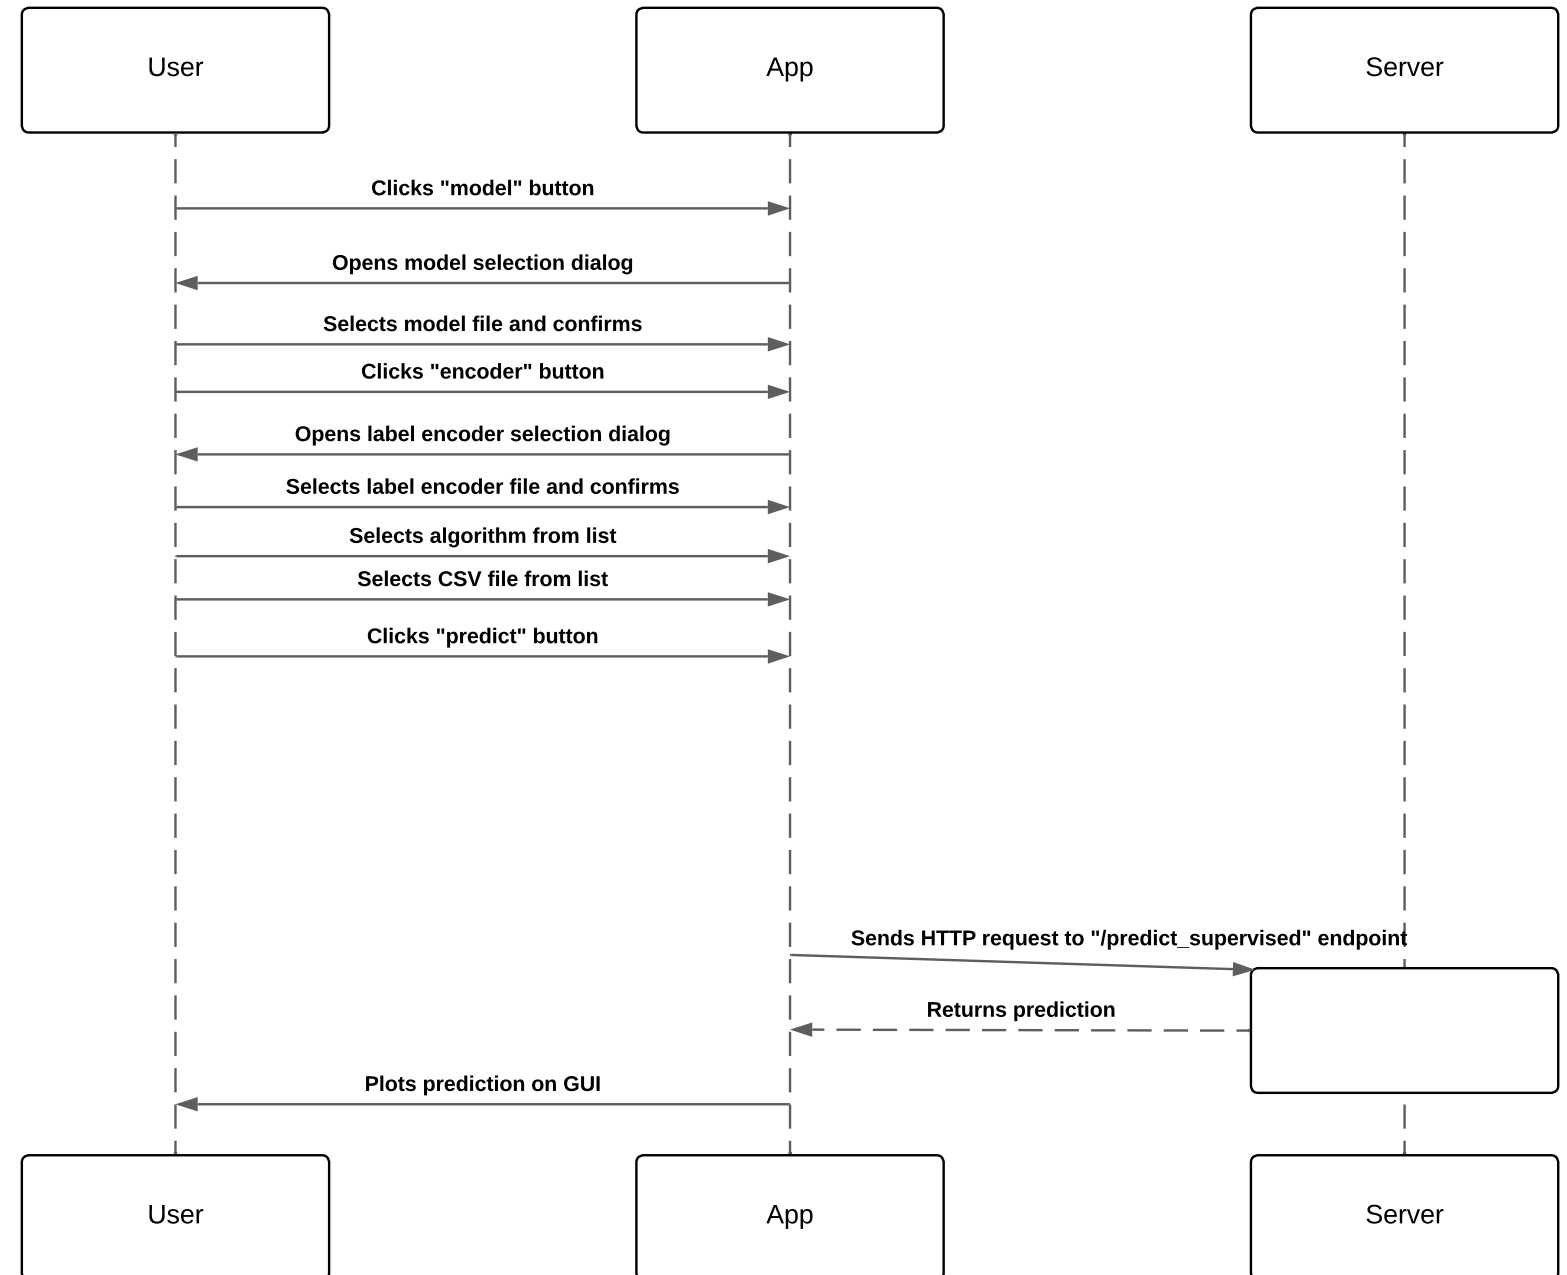 User
App
Server
Clicks "model" button
Opens model selection dialog
Selects model file and confirms
Clicks "encoder" button
Opens label encoder selection dialog
Selects label encoder file and confirms
Selects algorithm from list
Selects CSV file from list
Clicks "predict" button
Sends HTTP request to "/predict_supervised" endpoint
Returns prediction
Plots prediction on GUI
User
App
Server